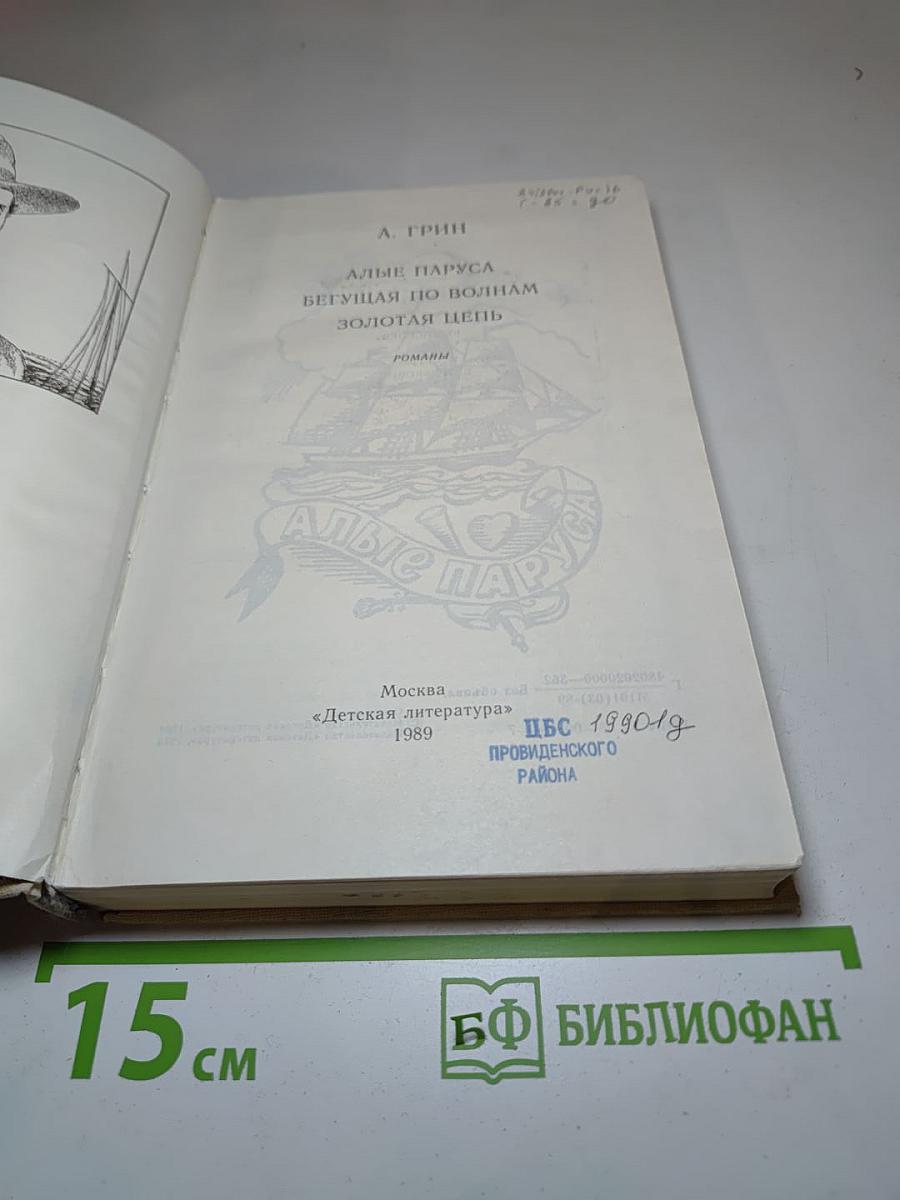 А. ГРИН
АЛЫЕ ПАРУСА
БЕГУЩАЯ ПО ВОЛНАМ
ЗОЛОТАЯ ЦЕПЬ
РОМАНЫ
АЛЫЕ ПАРУСА
Москва
«Детская литература»
1989
ЦБС 19901д
ПРОВИДЕНСКОГО
РАЙОНА
15 см
БФ БИБЛИОФАН